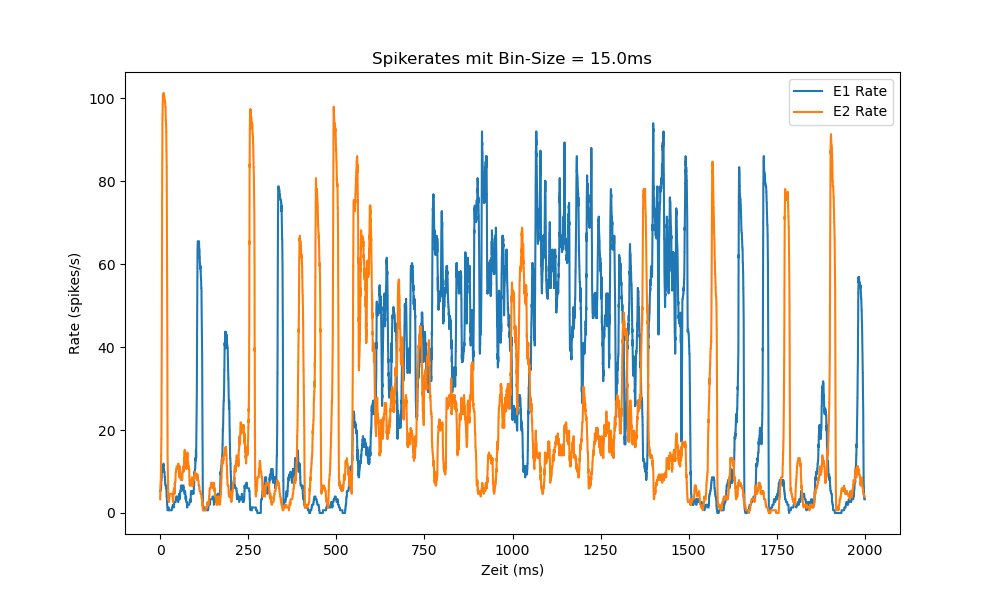 Spikerates mit Bin-Size = 15.0ms
E1 Rate
E2 Rate
100
80
60
40
20
0
Rate (spikes/s)
0 250 500 750 1000 1250 1500 1750 2000
Zeit (ms)